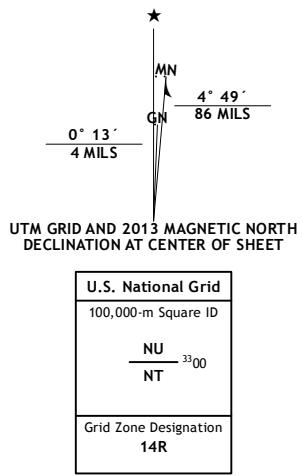 ★
MN
4° 49´
86 MILS
GN
0° 13´
4 MILS
UTM GRID AND 2013 MAGNETIC NORTH
DECLINATION AT CENTER OF SHEET
U.S. National Grid
100,000-m Square ID
NU
3300
NT
Grid Zone Designation
14R